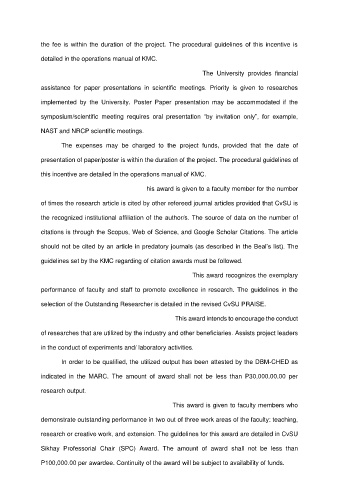 the fee is within the duration of the project. The procedural guidelines of this incentive is
detailed in the operations manual of KMC.
The University provides financial
assistance for paper presentations in scientific meetings. Priority is given to researches
implemented by the University. Poster Paper presentation may be accommodated if the
symposium/scientific meeting requires oral presentation "by invitation only", for example,
NAST and NRCP scientific meetings.
The expenses may be charged to the project funds, provided that the date of
presentation of paper/poster is within the duration of the project. The procedural guidelines of
this incentive are detailed in the operations manual of KMC.
his award is given to a faculty member for the number
of times the research article is cited by other refereed journal articles provided that CvSU is
the recognized institutional affiliation of the author/s. The source of data on the number of
citations is through the Scopus, Web of Science, and Google Scholar Citations. The article
should not be cited by an article in predatory journals (as described in the Beal's list). The
guidelines set by the KMC regarding of citation awards must be followed.
This award recognizes the exemplary
performance of faculty and staff to promote excellence in research. The guidelines in the
selection of the Outstanding Researcher is detailed in the revised CvSU PRAISE.
This award intends to encourage the conduct
of researches that are utilized by the industry and other beneficiaries. Assists project leaders
in the conduct of experiments and/ laboratory activities.
In order to be qualified, the utilized output has been attested by the DBM-CHED as
indicated in the MARC. The amount of award shall not be less than P30,000.00.00 per
research output.
This award is given to faculty members who
demonstrate outstanding performance in two out of three work areas of the faculty; teaching,
research or creative work, and extension. The guidelines for this award are detailed in CvSU
Sikhay Professorial Chair (SPC) Award. The amount of award shall not be less than
P100,000.00 per awardee. Continuity of the award will be subject to availability of funds.